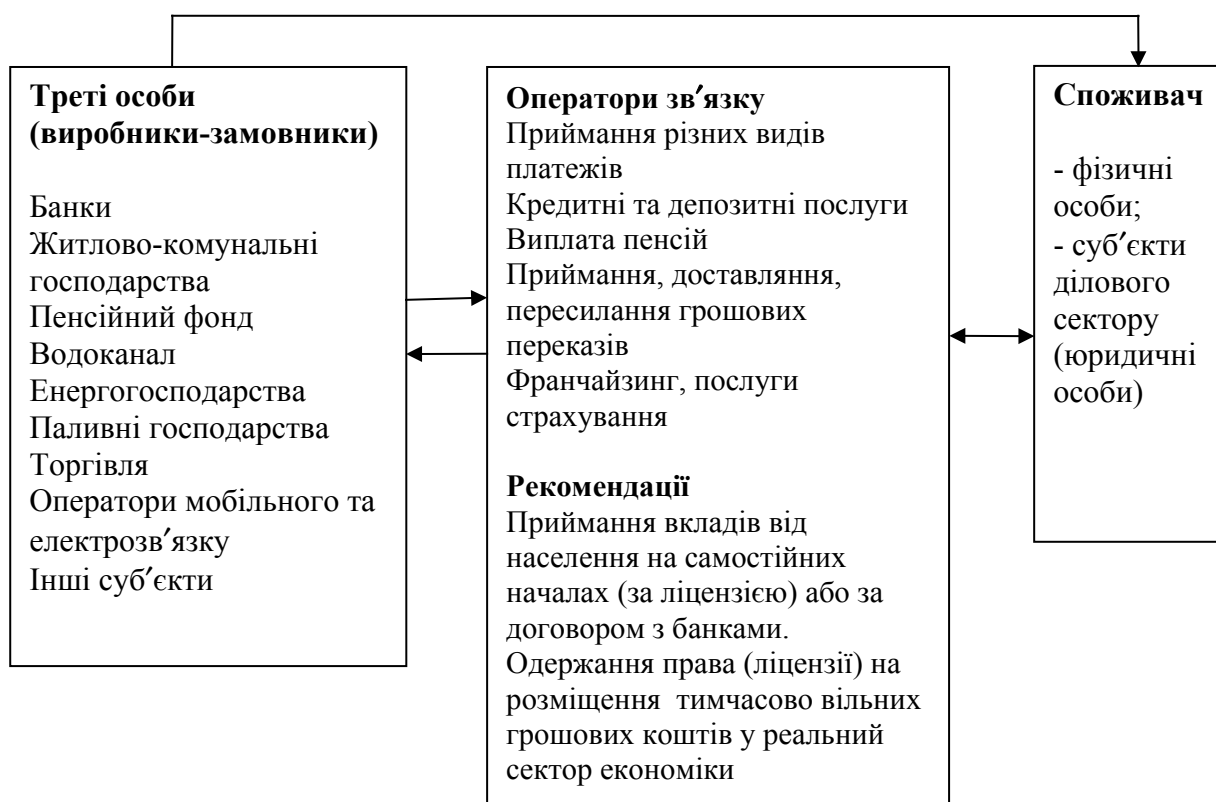 Треті особи
(виробники-замовники)
Банки
Житлово-комунальні
господарства
Пенсійний фонд
Водоканал
Енергогосподарства
Паливні господарства
Торгівля
Оператори мобільного та
електрозв′язку
Інші суб′єкти
Оператори зв′язку
Приймання різних видів
платежів
Кредитні та депозитні послуги
Виплата пенсій
Приймання, доставляння,
пересилання грошових
переказів
Франчайзинг, послуги
страхування
Рекомендації
Приймання вкладів від
населення на самостійних
началах (за ліцензією) або за
договором з банками.
Одержання права (ліцензії) на
розміщення тимчасово вільних
грошових коштів у реальний
сектор економіки
Споживач
- фізичні
особи;
- суб′єкти
ділового
сектору
(юридичні
особи)